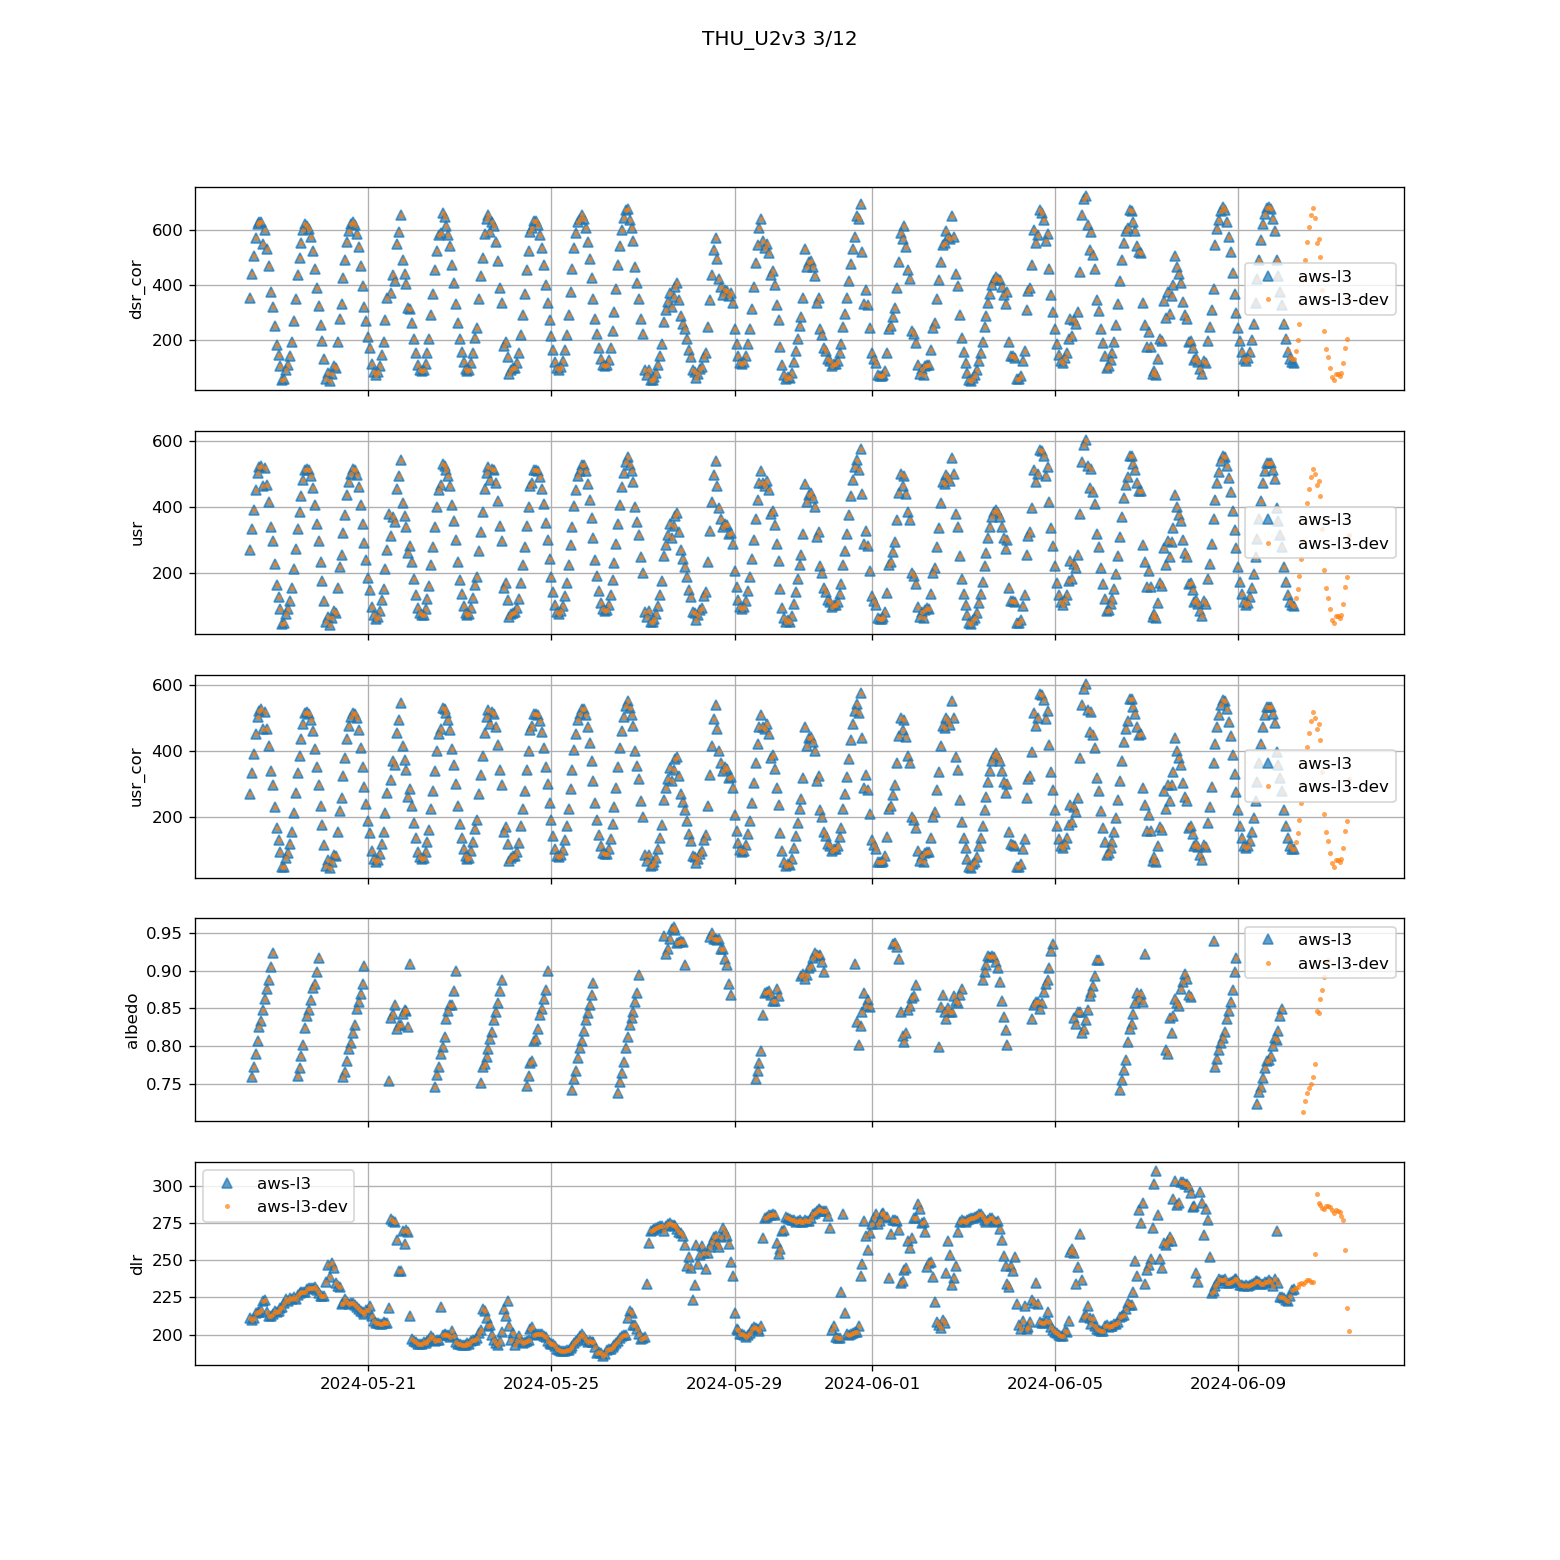 THU_U2v3 3/12
dsr_cor
600
400
200
aws-l3
aws-l3-dev
usr
600
400
200
aws-l3
aws-l3-dev
usr_cor
600
400
200
aws-l3
aws-l3-dev
albedo
0.95
0.90
0.85
0.80
0.75
aws-l3
aws-l3-dev
dlr
300
275
250
225
200
aws-l3
aws-l3-dev
2024-05-21 2024-05-25 2024-05-29 2024-06-01 2024-06-05 2024-06-09